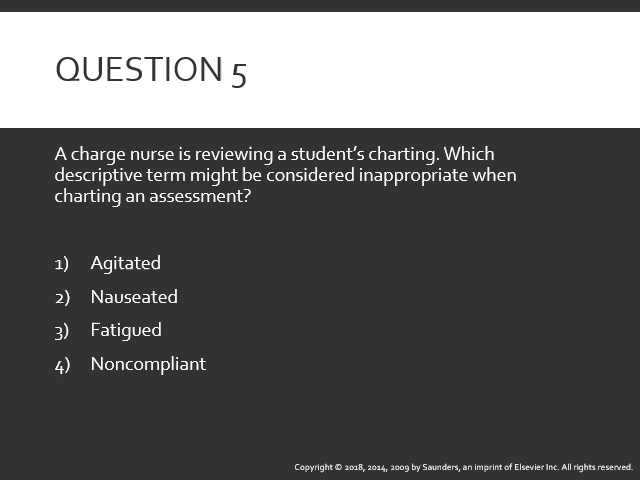 QUESTION 5
A charge nurse is reviewing a student’s charting. Which
descriptive term might be considered inappropriate when
charting an assessment?
1) Agitated
2) Nauseated
3) Fatigued
4) Noncompliant
Copyright © 2018, 2014, 2009 by Saunders, an imprint of Elsevier Inc. All rights reserved.